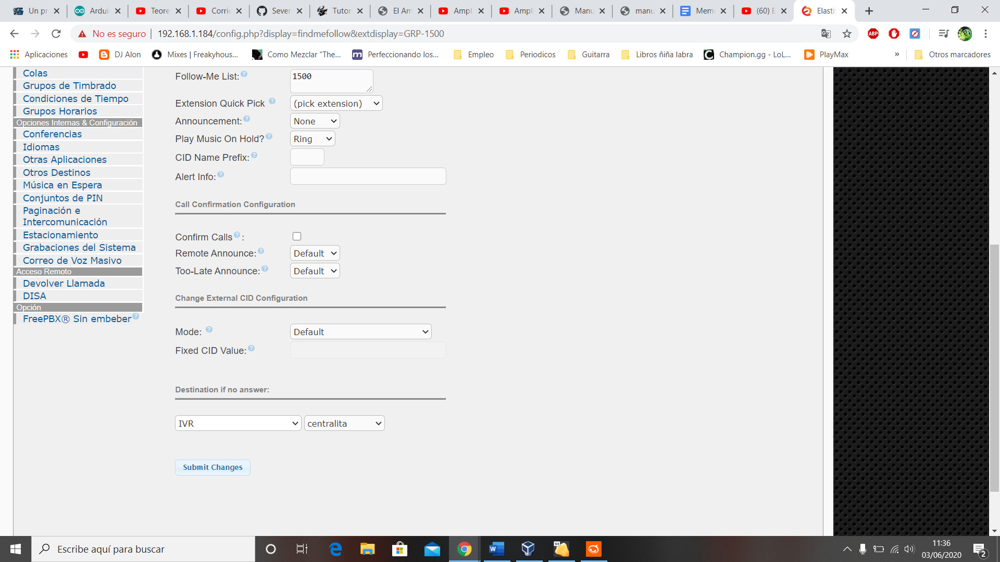 Un pr
Ardui
Teore
Corrie
Sever
Tutor
El Am
Ampl
Ampl
Manu
manu
Mem
(60) E
Elasti
No es seguro
192.168.1.184/config.php?display=findmefollow&extdisplay=GRP-1500
ABP
Aplicaciones
DJ Alon
Mixes | Freakyhous...
Como Mezclar "The...
Perfeccionando los...
Empleo
Periodicos
Guitarra
Libros ñiña labra
Champion.gg - LoL...
PlayMax
»
Otros marcadores
Colas
Grupos de Timbrado
Condiciones de Tiempo
Grupos Horarios
Opciones Internas & Configuración
Conferencias
Idiomas
Otras Aplicaciones
Otros Destinos
Música en Espera
Conjuntos de PIN
Paginación e
Intercomunicación
Estacionamiento
Grabaciones del Sistema
Correo de Voz Masivo
Acceso Remoto
Devolver Llamada
DISA
Opción
FreePBX® Sin embeber ?
Follow-Me List: ? 1500
Extension Quick Pick ? (pick extension)
Announcement: ? None
Play Music On Hold? ? Ring
CID Name Prefix: ?
Alert Info: ?
Call Confirmation Configuration
Confirm Calls ? :
Remote Announce: ? Default
Too-Late Announce: ? Default
Change External CID Configuration
Mode: ? Default
Fixed CID Value: ?
Destination if no answer:
IVR centralita
Submit Changes
Escribe aquí para buscar
W
64
11:36
03/06/2020
2